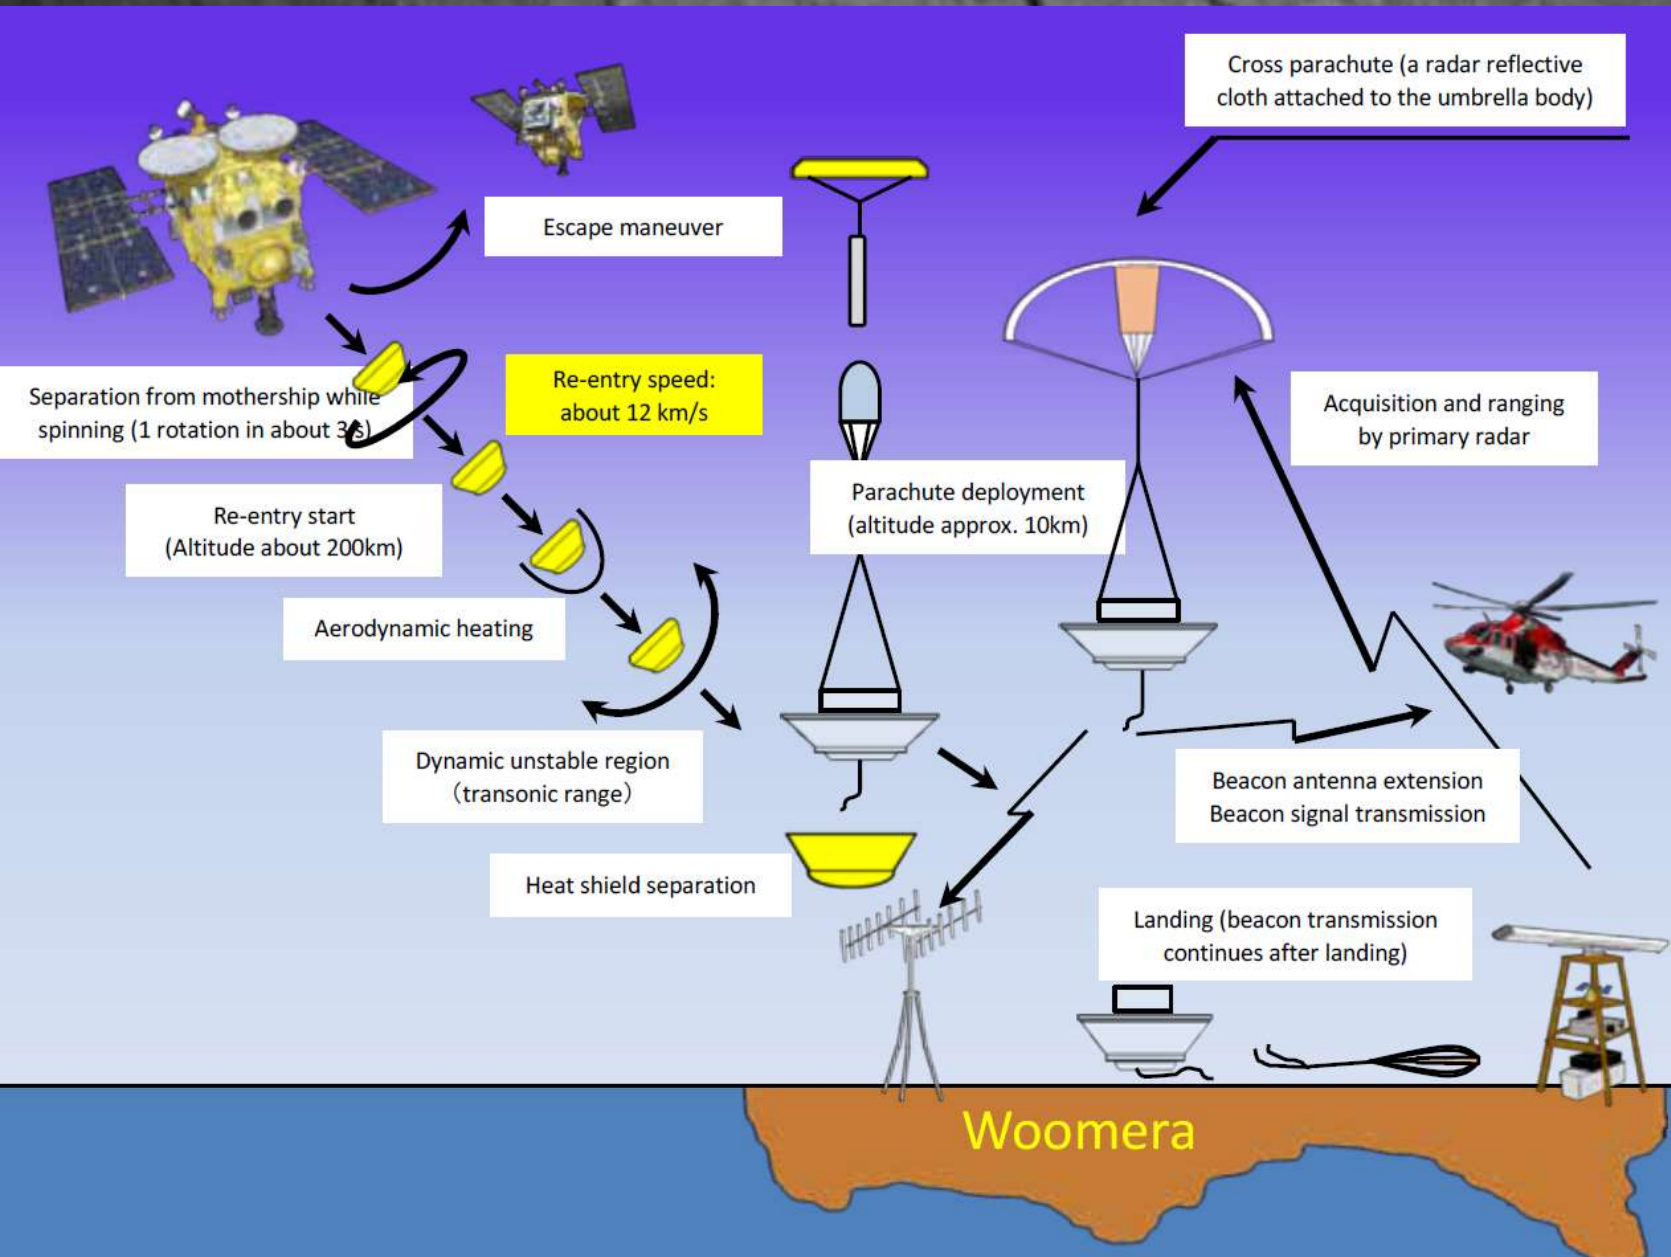 Cross parachute (a radar reflective
cloth attached to the umbrella body)
Escape maneuver
Re-entry speed:
about 12 km/s
Separation from mothership while
spinning (1 rotation in about 3 s)
Acquisition and ranging
by primary radar
Parachute deployment
(altitude approx. 10km)
Re-entry start
(Altitude about 200km)
Aerodynamic heating
Dynamic unstable region
（transonic range）
Beacon antenna extension
Beacon signal transmission
Heat shield separation
Landing (beacon transmission
continues after landing)
Woomera